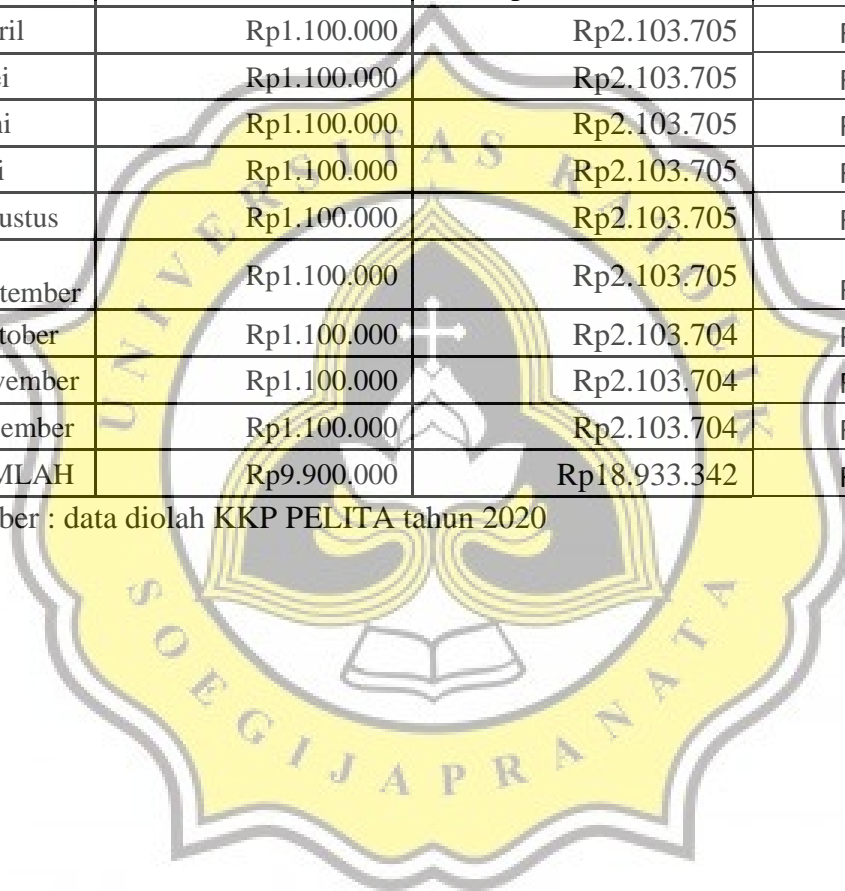 ril Rp1.100.000 Rp2.103.705
i Rp1.100.000 Rp2.103.705
ni Rp1.100.000 Rp2.103.705
i Rp1.100.000 Rp2.103.705
ustus Rp1.100.000 Rp2.103.705
tember Rp1.100.000 Rp2.103.705
tober Rp1.100.000 Rp2.103.704
vember Rp1.100.000 Rp2.103.704
ember Rp1.100.000 Rp2.103.704
MLAH Rp9.900.000 Rp18.933.342
ber : data diolah KKP PELITA tahun 2020
UNIVERSITAS KATOLIK
SOEGIJAPRANATA